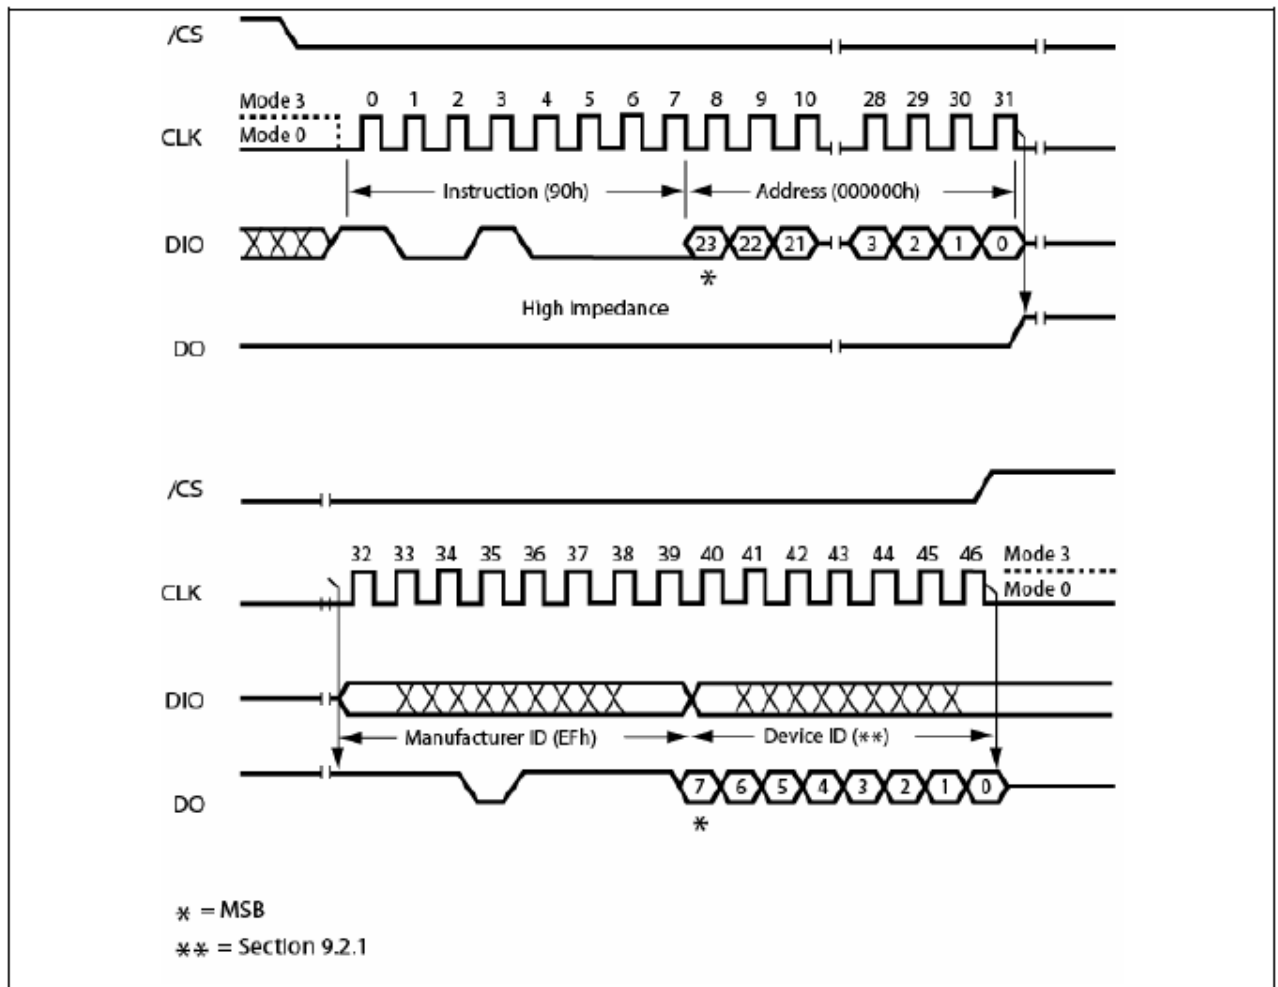 /CS
Mode 3
0 1 2 3 4 5 6 7 8 9 10 28 29 30 31
CLK
Mode 0
Instruction (90h) Address (000000h)
DIO
23 22 21 3 2 1 0
*
High Impedance
DO
/CS
32 33 34 35 36 37 38 39 40 41 42 43 44 45 46 Mode 3
CLK
Mode 0
DIO
Manufacturer ID (EFh) Device ID (**)
DO
7 6 5 4 3 2 1 0
*
* = MSB
** = Section 9.2.1